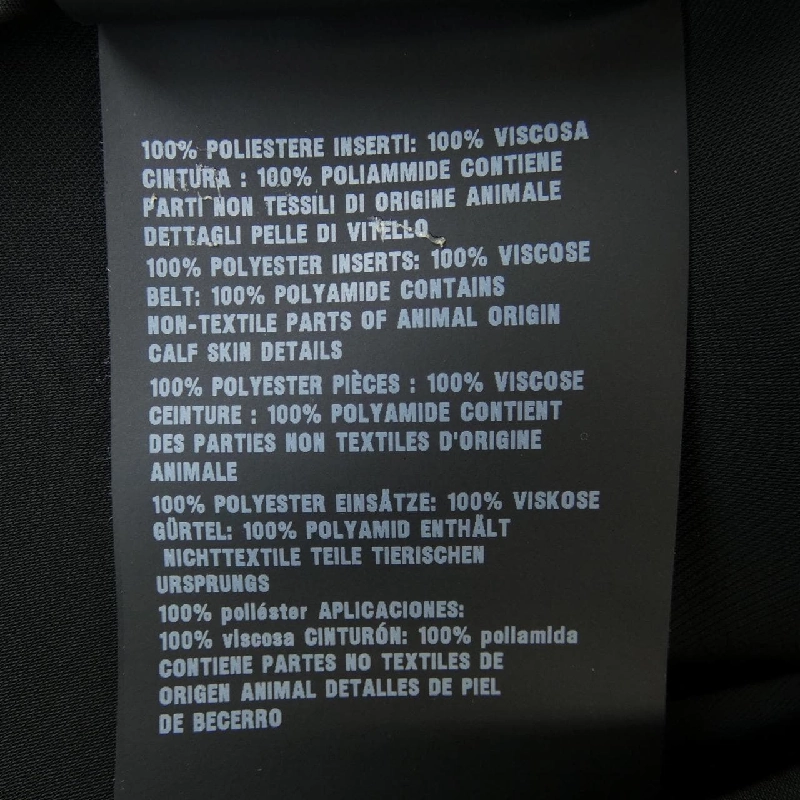 100% POLIESTERE INSERTI: 100% VISCOSA
CINTURA : 100% POLIAMMIDE CONTIENE
PARTI NON TESSILI DI ORIGINE ANIMALE
DETTAGLI PELLE DI VITELLO
100% POLYESTER INSERTS: 100% VISCOSE
BELT: 100% POLYAMIDE CONTAINS
NON-TEXTILE PARTS OF ANIMAL ORIGIN
CALF SKIN DETAILS
100% POLYESTER PIÈCES : 100% VISCOSE
CEINTURE : 100% POLYAMIDE CONTIENT
DES PARTIES NON TEXTILES D'ORIGINE
ANIMALE
100% POLYESTER EINSÄTZE: 100% VISKOSE
GÜRTEL: 100% POLYAMID ENTHÄLT
NICHTTEXTILE TEILE TIERISCHEN
URSPRUNGS
100% poliéster APLICACIONES:
100% viscosa CINTURÓN: 100% poliamida
CONTIENE PARTES NO TEXTILES DE
ORIGEN ANIMAL DETALLES DE PIEL
DE BECERRO